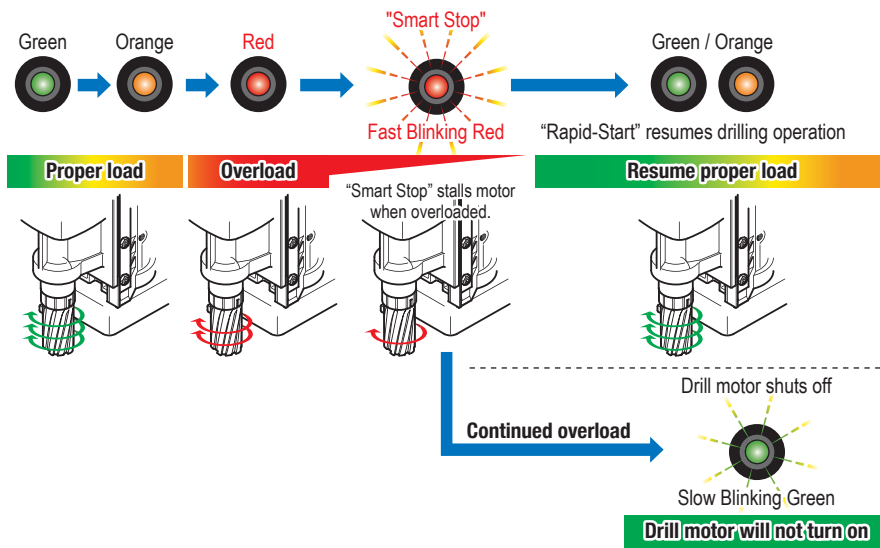 Green
Orange
Red
"Smart Stop"
Fast Blinking Red
Green / Orange
“Rapid-Start” resumes drilling operation
Proper load
Overload
“Smart Stop” stalls motor
when overloaded.
Resume proper load
Continued overload
Drill motor shuts off
Slow Blinking Green
Drill motor will not turn on